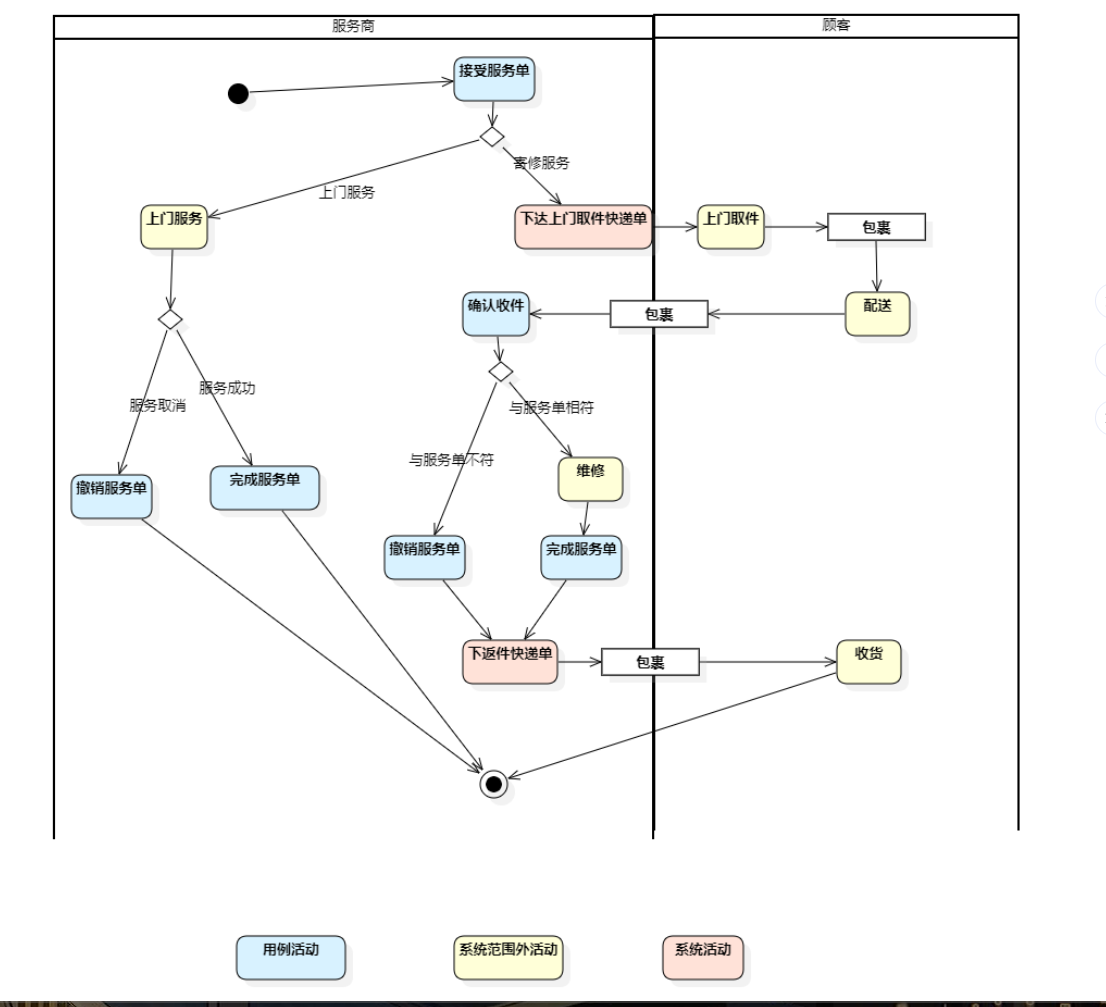 服务商
顾客
接受服务单
寄修服务
上门服务
上门服务
下达上门取件快递单
上门取件
包裹
确认收件
包裹
配送
服务成功
服务取消
与服务单相符
与服务单不符
维修
撤销服务单
完成服务单
撤销服务单
完成服务单
下返件快递单
包裹
收货
用例活动
系统范围外活动
系统活动